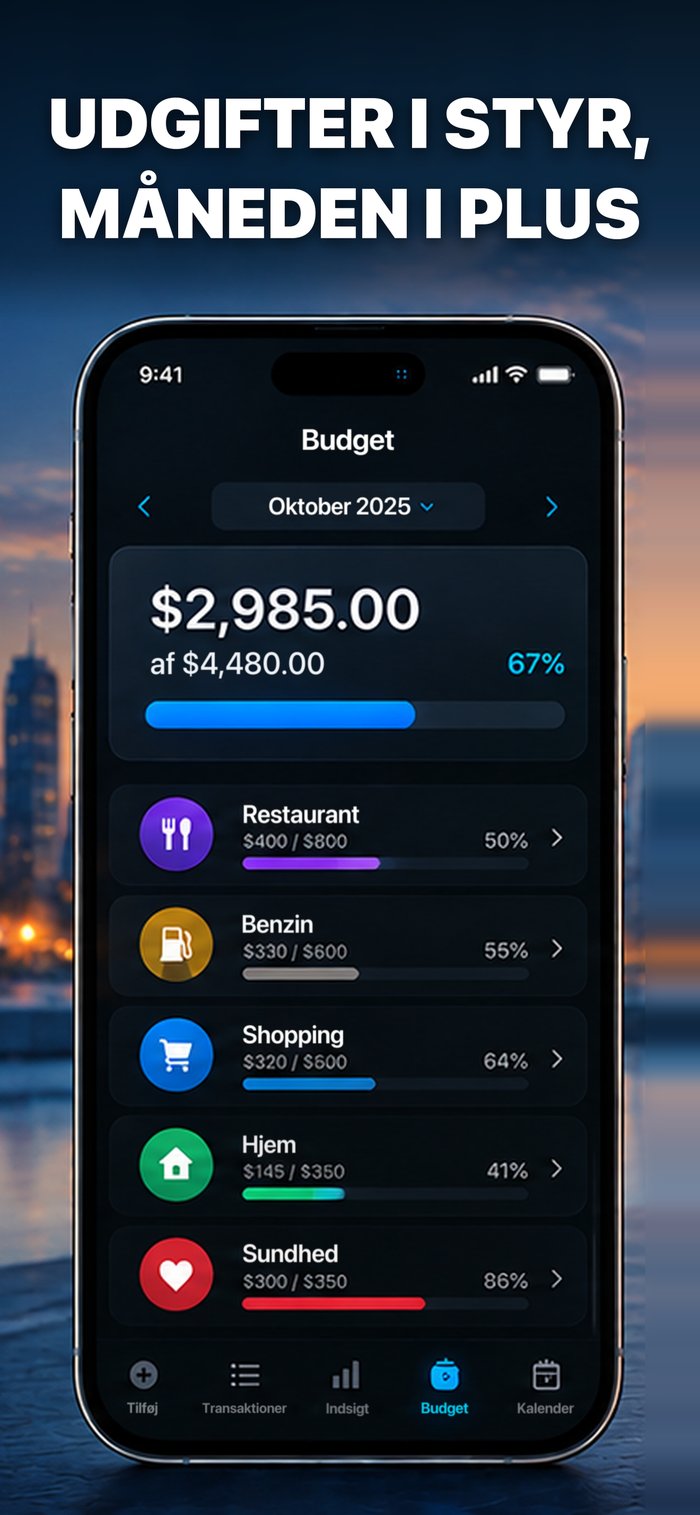 UDGIFTER I STYR,
MÅNEDEN I PLUS
9:41
Budget
Oktober 2025
$2,985.00
af $4,480.00
67%
Restaurant
$400 / $800
50%
Benzin
$330 / $600
55%
Shopping
$320 / $600
64%
Hjem
$145 / $350
41%
Sundhed
$300 / $350
86%
Tilføj
Transaktioner
Indsigt
Budget
Kalender